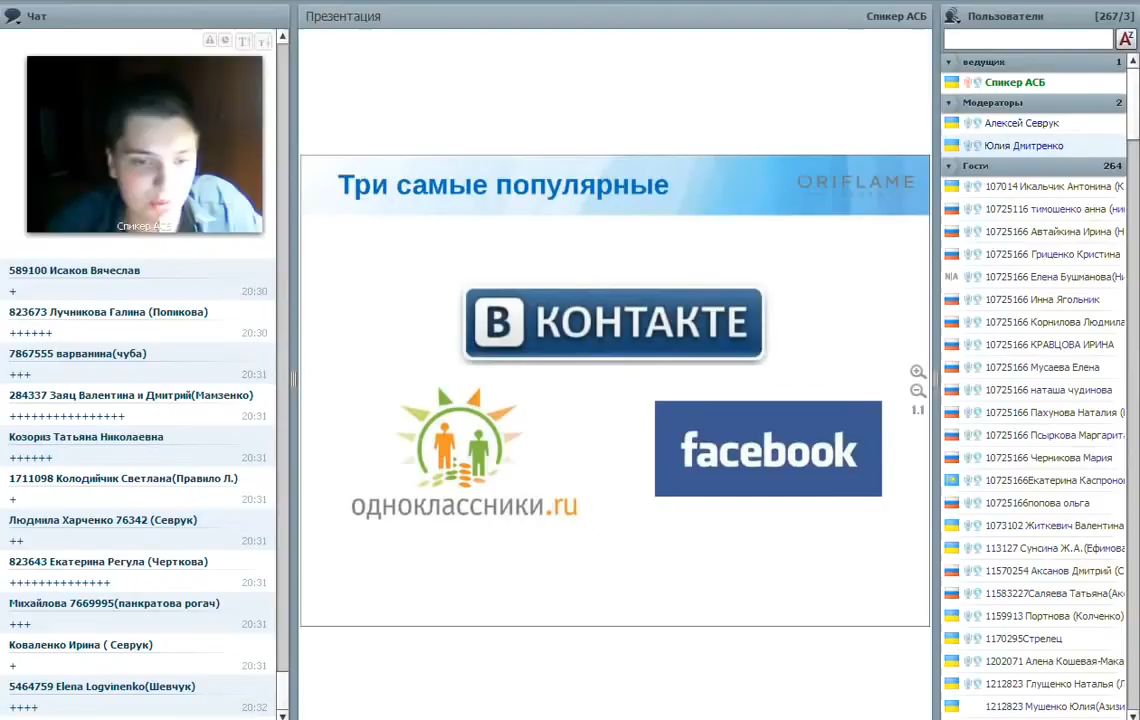 Чат
Спикер АСБ
589100 Исаков Вячеслав
+
20:30
823673 Лучникова Галина (Попикова)
++++++
20:30
7867555 варванина(чуба)
+++
20:31
284337 Заяц Валентина и Дмитрий(Мамзенко)
++++++++++++++++
20:31
Козориз Татьяна Николаевна
++++++
20:31
1711098 Колодийчик Светлана(Правило Л.)
+
20:31
Людмила Харченко 76342 (Севрук)
++
20:31
823643 Екатерина Регула (Черткова)
++++++++++++++
20:31
Михайлова 7669995(панкратова рогач)
+++
20:31
Коваленко Ирина ( Севрук)
+
20:31
5464759 Elena Logvinenko(Шевчук)
++++
20:32
Презентация
Спикер АСБ
Три самые популярные
ORIFLAME
В КОНТАКТЕ
одноклассники.ru
facebook
1.1
Пользователи
[267/3]
ведущик
1
Спикер АСБ
Модераторы
2
Алексей Севрук
Юлия Дмитренко
Гости
264
107014 Икальчик Антонина (К
10725116 тимошенко анна (ни
10725166 Автайкина Ирина (Н
10725166 Гриценко Кристина
N/A 10725166 Елена Бушманова(Ни
10725166 Инна Ягольник
10725166 Корнилова Людмила
10725166 КРАВЦОВА ИРИНА
10725166 Мусаева Елена
10725166 наташа чудинова
10725166 Пахунова Наталия (
10725166 Псыркова Маргарит
10725166 Черникова Мария
10725166Екатерина Каспроно
10725166попова ольга
1073102 Житкевич Валентина
113127 Сунсина Ж.А.(Ефимова
11570254 Аксанов Дмитрий (С
11583227Саляева Татьяна(Ак
1159913 Портнова (Колченко)
1170295Стрелец
1202071 Алена Кошевая-Мака
1212823 Глущенко Наталья (Л
1212823 Мушенко Юлия(Азизи